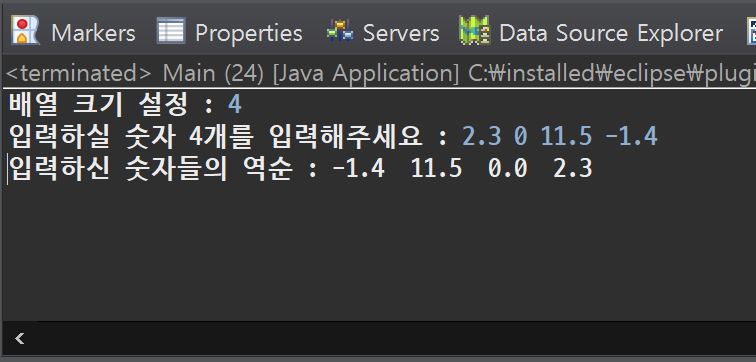 Markers Properties Servers Data Source Explorer
<terminated> Main (24) [Java Application] C:₩installed₩eclipse₩plugi
배열 크기 설정 : 4
입력하실 숫자 4개를 입력해주세요 : 2.3 0 11.5 -1.4
입력하신 숫자들의 역순 : -1.4 11.5 0.0 2.3